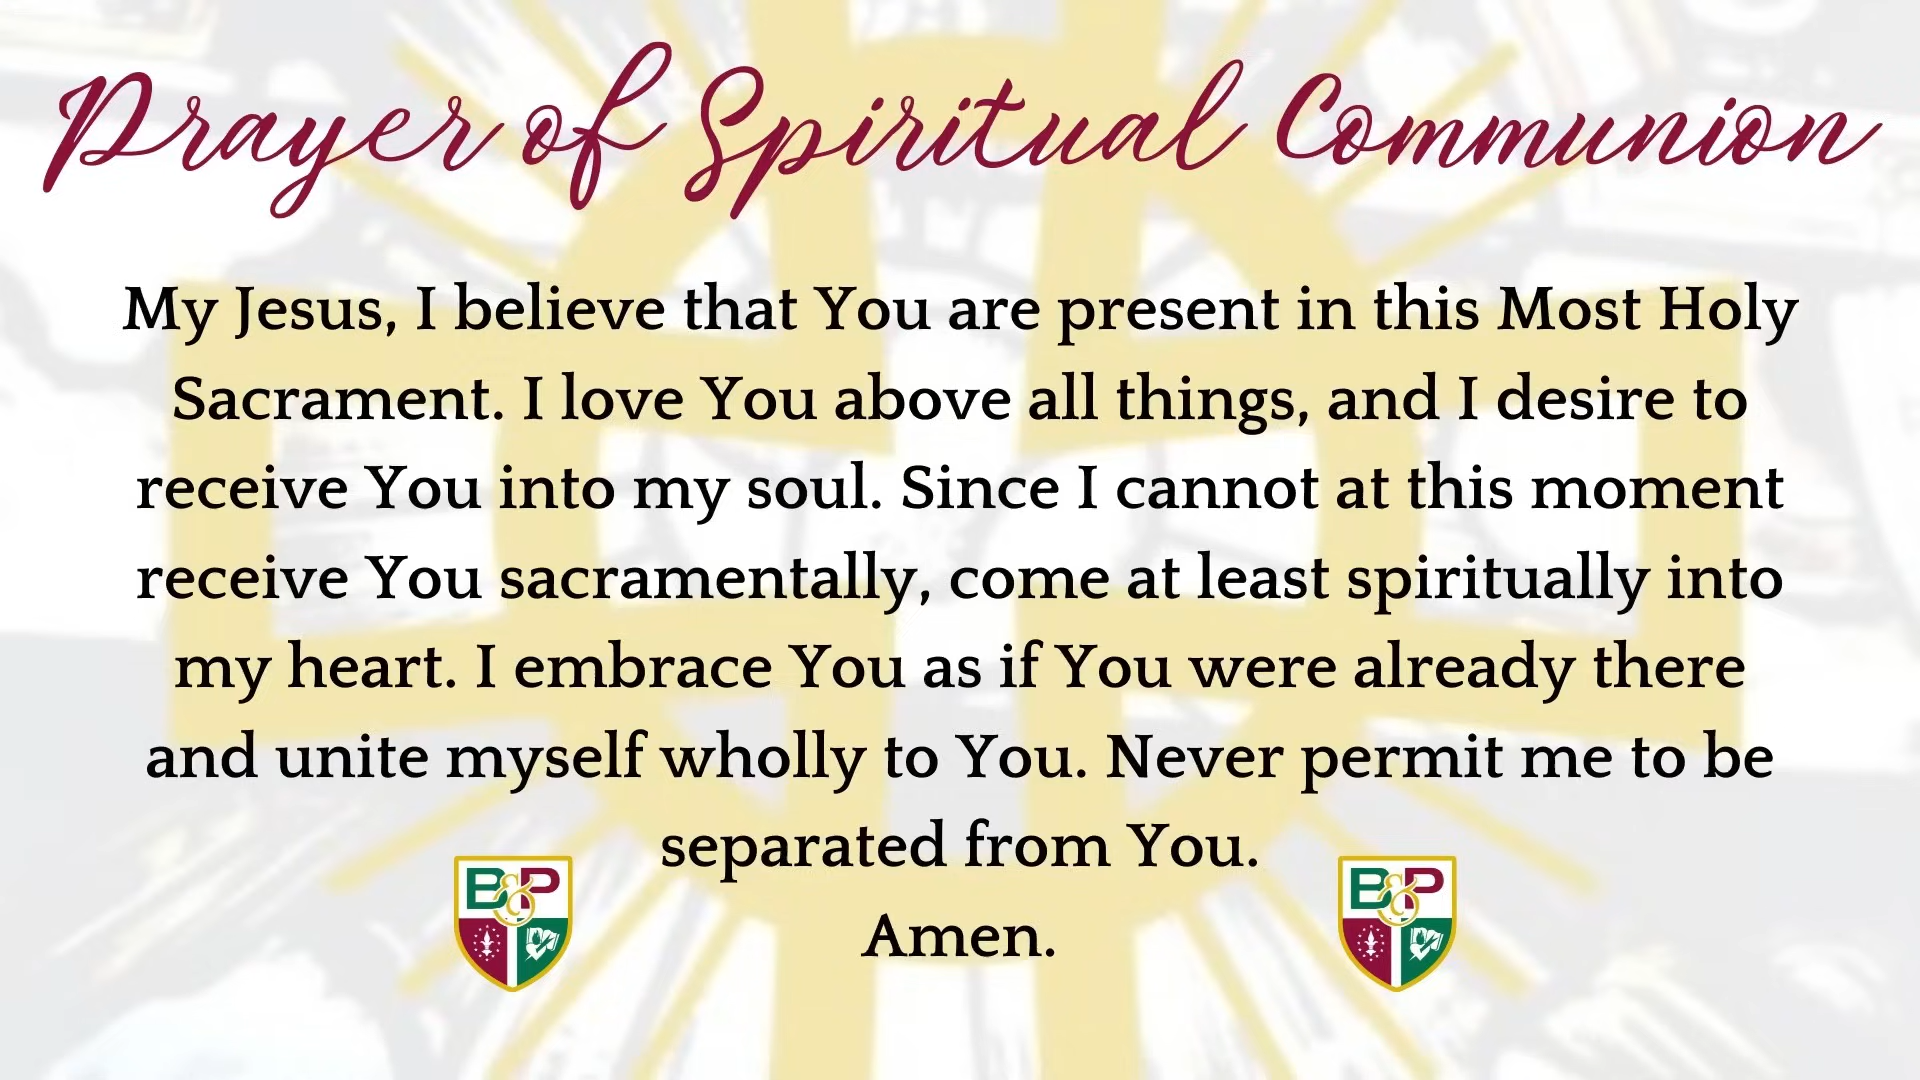 Prayer of Spiritual Communion
My Jesus, I believe that You are present in this Most Holy
Sacrament. I love You above all things, and I desire to
receive You into my soul. Since I cannot at this moment
receive You sacramentally, come at least spiritually into
my heart. I embrace You as if You were already there
and unite myself wholly to You. Never permit me to be
separated from You.
Amen.
B&P
B&P